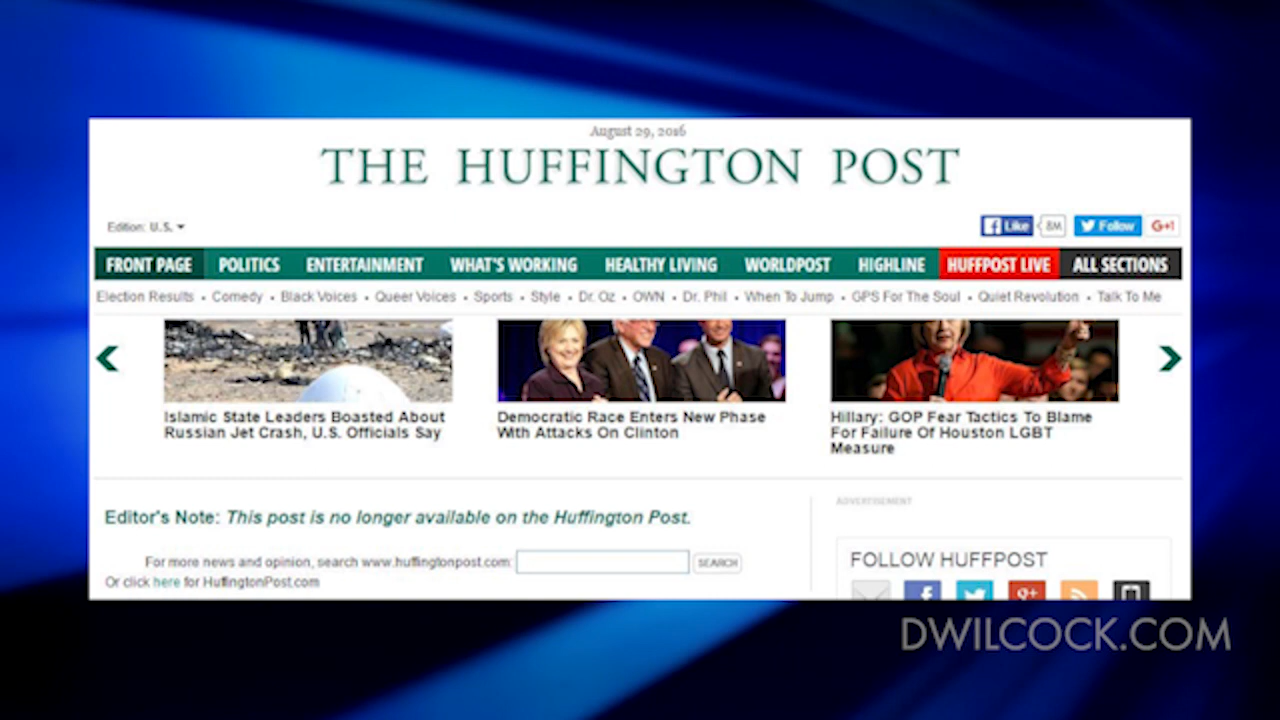 August 29, 2016
THE HUFFINGTON POST
Edition: U.S.
f Like 8M Follow G+1
FRONT PAGE POLITICS ENTERTAINMENT WHAT'S WORKING HEALTHY LIVING WORLDPOST HIGHLINE HUFFPOST LIVE ALL SECTIONS
Election Results • Comedy • Black Voices • Queer Voices • Sports • Style • Dr. Oz • OWN • Dr. Phil • When To Jump • GPS For The Soul • Quiet Revolution • Talk To Me
Islamic State Leaders Boasted About
Russian Jet Crash, U.S. Officials Say
Democratic Race Enters New Phase
With Attacks On Clinton
Hillary: GOP Fear Tactics To Blame
For Failure Of Houston LGBT
Measure
Editor's Note: This post is no longer available on the Huffington Post.
For more news and opinion, search www.huffingtonpost.com: SEARCH
Or click here for HuffingtonPost.com
ADVERTISEMENT
FOLLOW HUFFPOST
f g+
DWILCOCK.COM